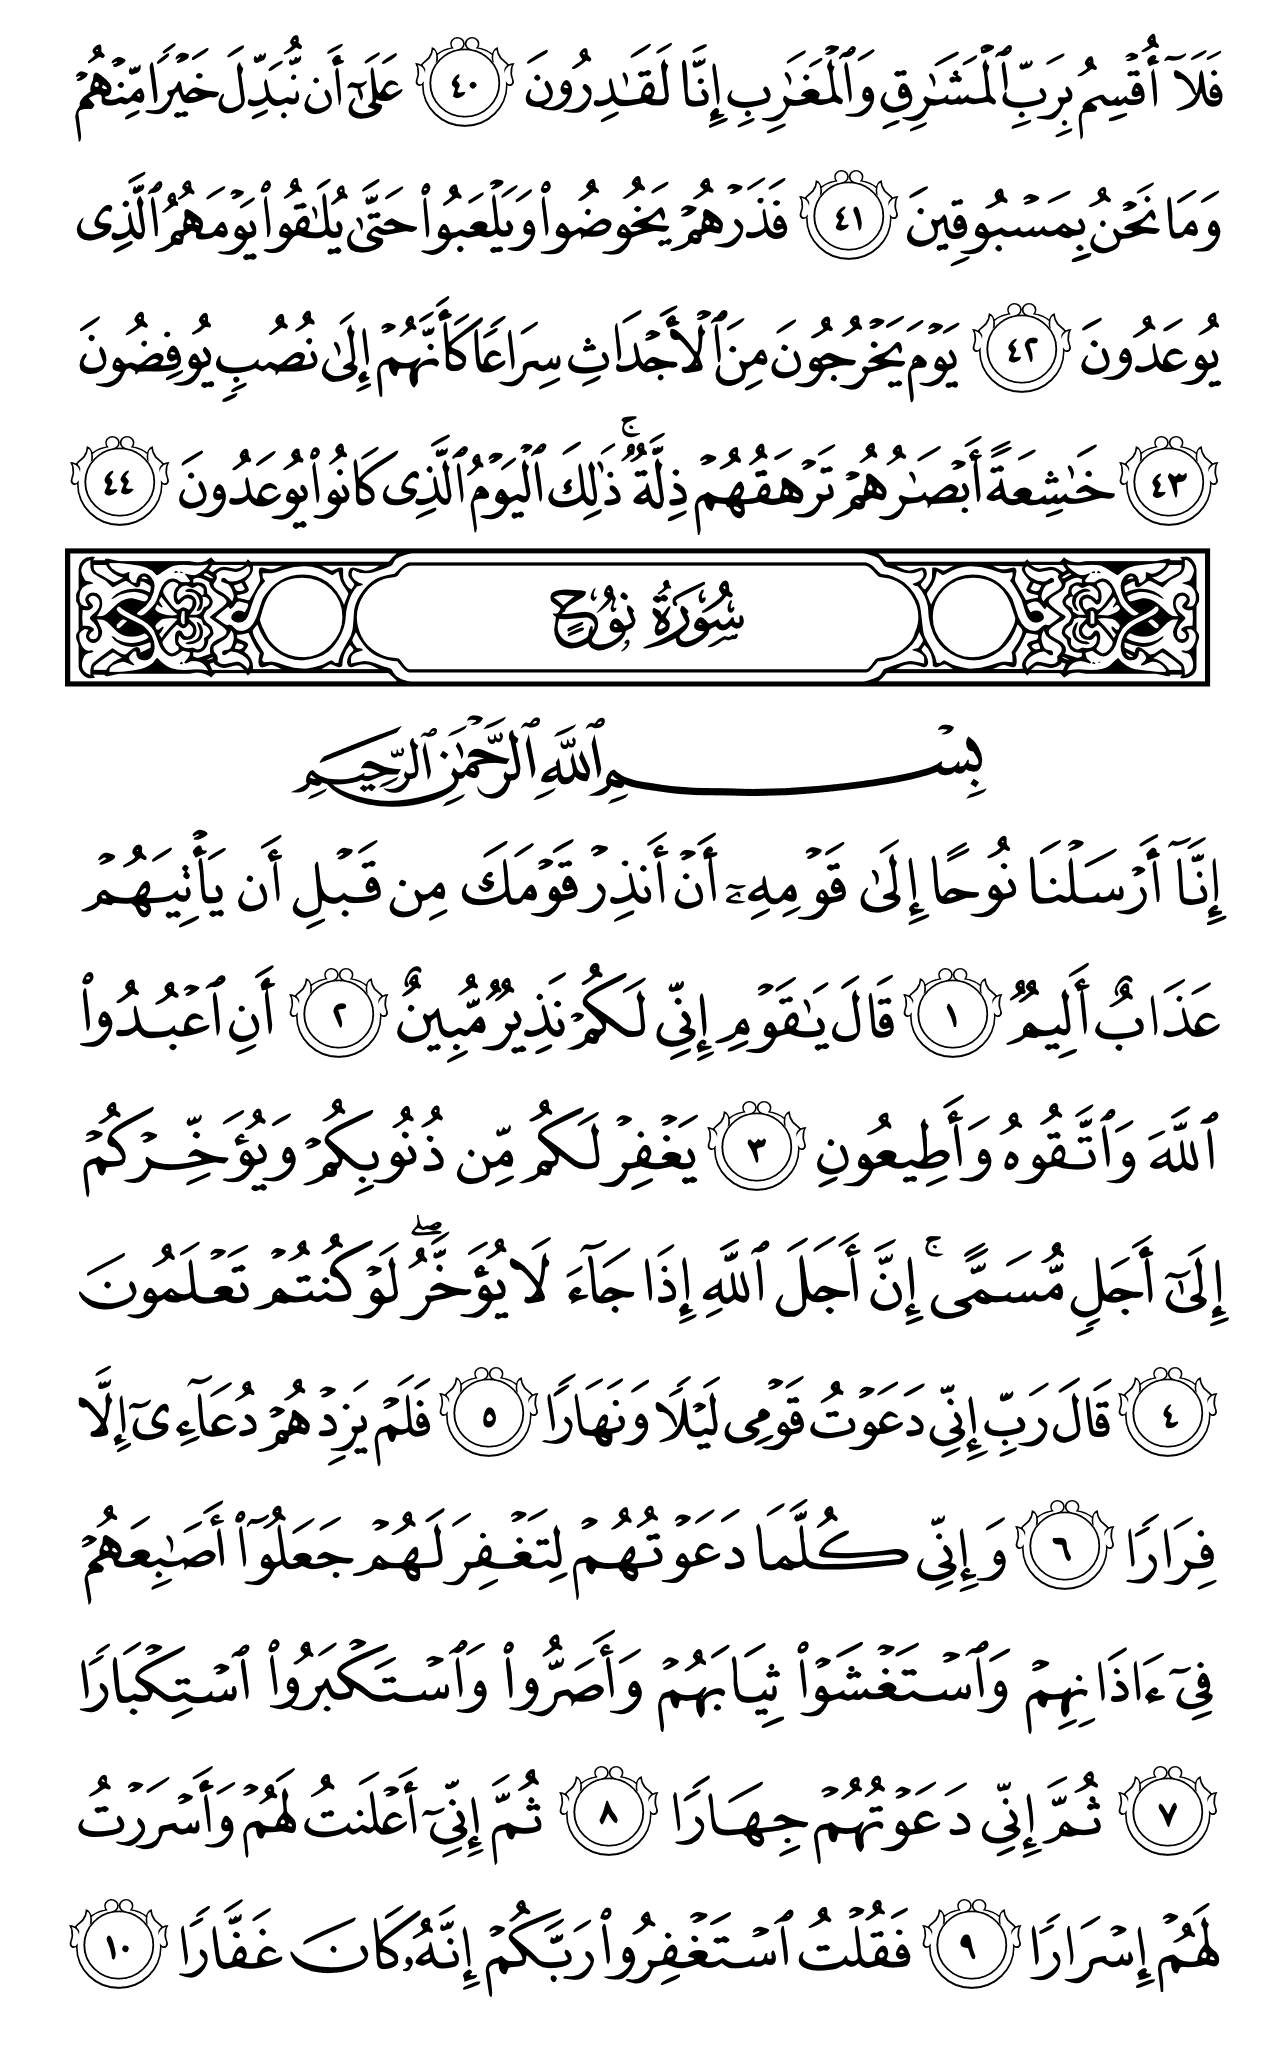 فَلَآ أُقْسِمُ بِرَبِّ ٱلْمَشَٰرِقِ وَٱلْمَغَٰرِبِ إِنَّا لَقَٰدِرُونَ ٤٠ عَلَىٰٓ أَن نُّبَدِّلَ خَيْرًا مِّنْهُمْ
وَمَا نَحْنُ بِمَسْبُوقِينَ ٤١ فَذَرْهُمْ يَخُوضُوا۟ وَيَلْعَبُوا۟ حَتَّىٰ يُلَٰقُوا۟ يَوْمَهُمُ ٱلَّذِى
يُوعَدُونَ ٤٢ يَوْمَ يَخْرُجُونَ مِنَ ٱلْأَجْدَاثِ سِرَاعًا كَأَنَّهُمْ إِلَىٰ نُصُبٍ يُوفِضُونَ
٤٣ خَٰشِعَةً أَبْصَٰرُهُمْ تَرْهَقُهُمْ ذِلَّةٌ ۚ ذَٰلِكَ ٱلْيَوْمُ ٱلَّذِى كَانُوا۟ يُوعَدُونَ ٤٤
سُورَةُ نُوحٍ
بِسْمِ ٱللَّهِ ٱلرَّحْمَٰنِ ٱلرَّحِيمِ
إِنَّآ أَرْسَلْنَا نُوحًا إِلَىٰ قَوْمِهِۦٓ أَنْ أَنذِرْ قَوْمَكَ مِن قَبْلِ أَن يَأْتِيَهُمْ
عَذَابٌ أَلِيمٌ ١ قَالَ يَٰقَوْمِ إِنِّى لَكُمْ نَذِيرٌ مُّبِينٌ ٢ أَنِ ٱعْبُدُوا۟
ٱللَّهَ وَٱتَّقُوهُ وَأَطِيعُونِ ٣ يَغْفِرْ لَكُم مِّن ذُنُوبِكُمْ وَيُؤَخِّرْكُمْ
إِلَىٰٓ أَجَلٍ مُّسَمًّى ۚ إِنَّ أَجَلَ ٱللَّهِ إِذَا جَآءَ لَا يُؤَخَّرُ ۖ لَوْ كُنتُمْ تَعْلَمُونَ
٤ قَالَ رَبِّ إِنِّى دَعَوْتُ قَوْمِى لَيْلًا وَنَهَارًا ٥ فَلَمْ يَزِدْهُمْ دُعَآءِىٓ إِلَّا
فِرَارًا ٦ وَإِنِّى كُلَّمَا دَعَوْتُهُمْ لِتَغْفِرَ لَهُمْ جَعَلُوٓا۟ أَصَٰبِعَهُمْ
فِىٓ ءَاذَانِهِمْ وَٱسْتَغْشَوْا۟ ثِيَابَهُمْ وَأَصَرُّوا۟ وَٱسْتَكْبَرُوا۟ ٱسْتِكْبَارًا
٧ ثُمَّ إِنِّى دَعَوْتُهُمْ جِهَارًا ٨ ثُمَّ إِنِّىٓ أَعْلَنتُ لَهُمْ وَأَسْرَرْتُ
لَهُمْ إِسْرَارًا ٩ فَقُلْتُ ٱسْتَغْفِرُوا۟ رَبَّكُمْ إِنَّهُۥ كَانَ غَفَّارًا ١٠